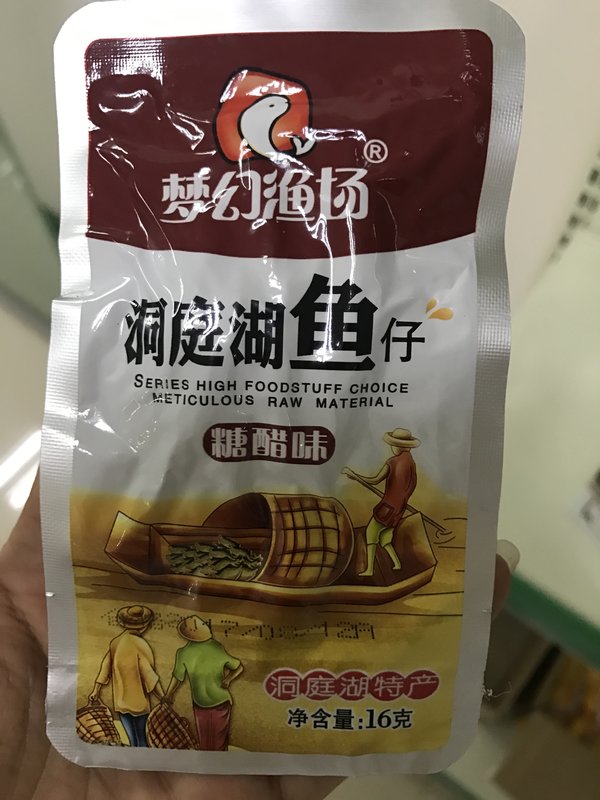 梦幻渔场®
洞庭湖鱼仔
SERIES HIGH FOODSTUFF CHOICE
METICULOUS RAW MATERIAL
糖醋味
洞庭湖特产
净含量:16克